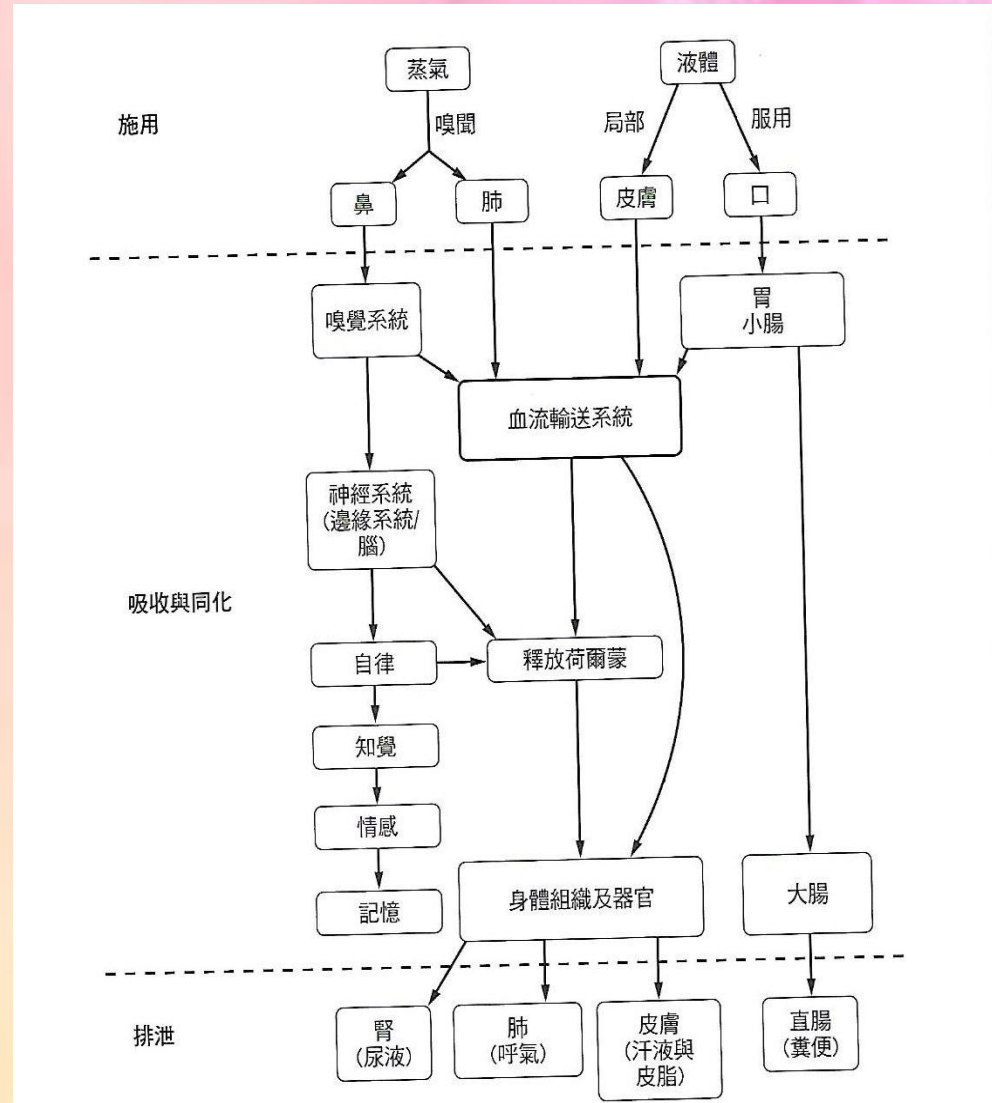 蒸氣
液體
施用
嗅聞
局部
服用
鼻
肺
皮膚
口
嗅覺系統
胃
小腸
血流輸送系統
神經系統
(邊緣系統/
腦)
吸收與同化
自律
釋放荷爾蒙
知覺
情感
記憶
身體組織及器官
大腸
排泄
腎
(尿液)
肺
(呼氣)
皮膚
(汗液與
皮脂)
直腸
(糞便)